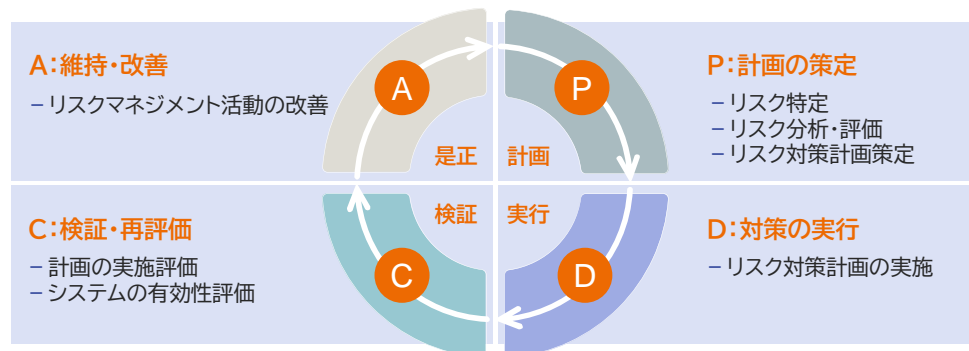 A：維持・改善
－リスクマネジメント活動の改善
A
是正
P
計画
P：計画の策定
－リスク特定
－リスク分析・評価
－リスク対策計画策定
C：検証・再評価
－計画の実施評価
－システムの有効性評価
検証
C
実行
D
D：対策の実行
－リスク対策計画の実施